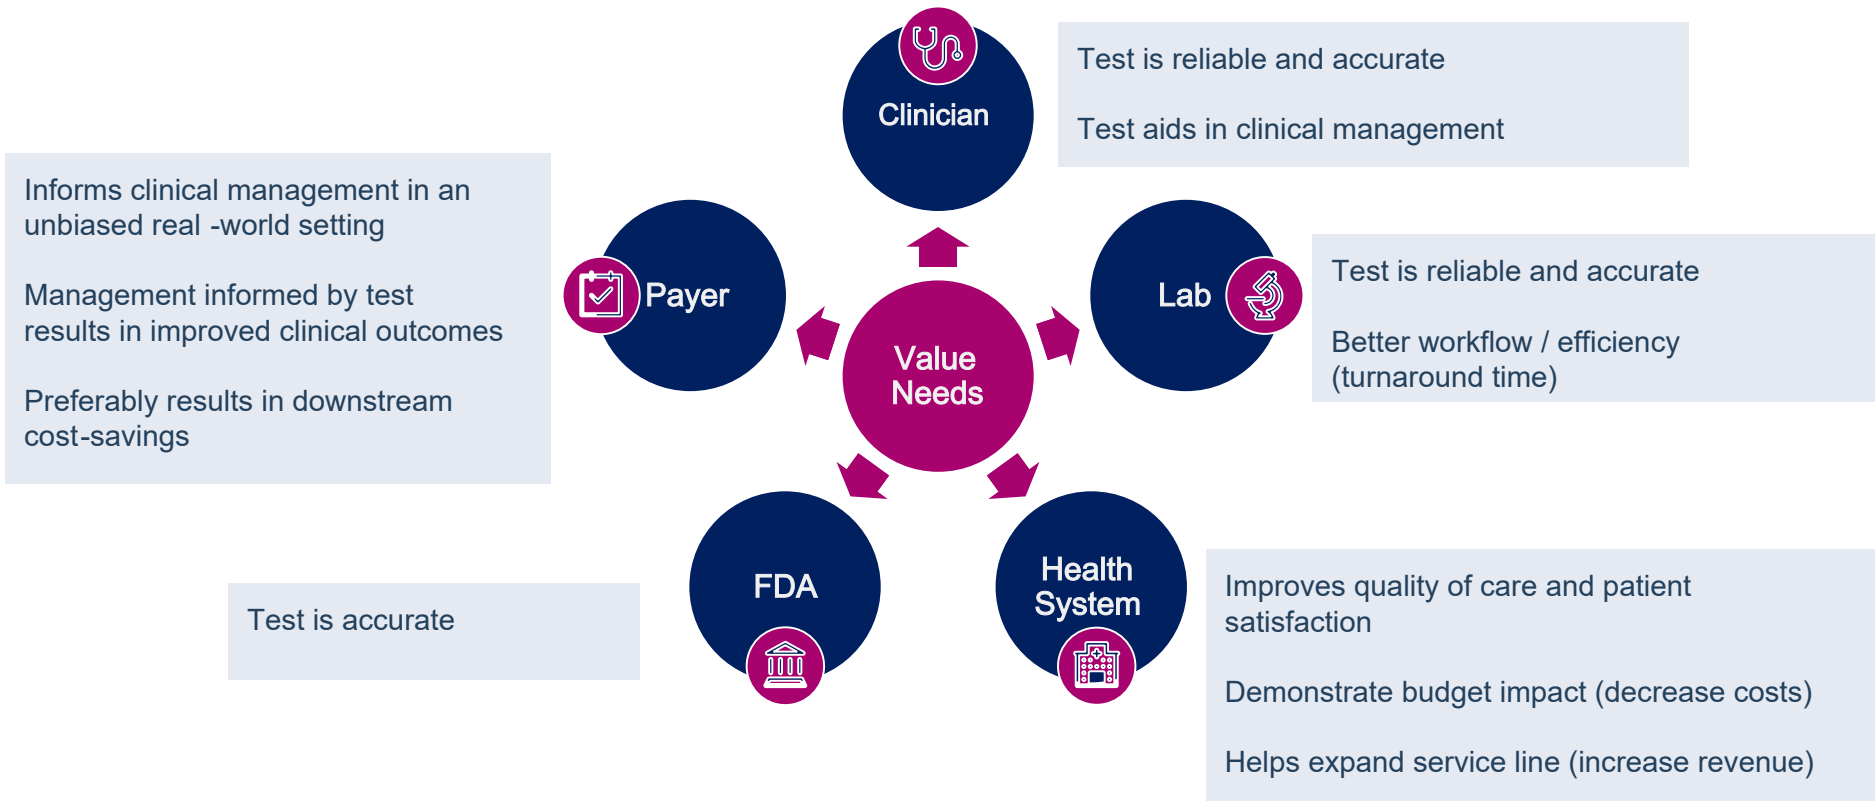 Clinician
Test is reliable and accurate
Test aids in clinical management
Informs clinical management in an
unbiased real -world setting
Management informed by test
results in improved clinical outcomes
Preferably results in downstream
cost-savings
Payer
Lab
Test is reliable and accurate
Better workflow / efficiency
(turnaround time)
Value
Needs
FDA
Test is accurate
Health
System
Improves quality of care and patient
satisfaction
Demonstrate budget impact (decrease costs)
Helps expand service line (increase revenue)